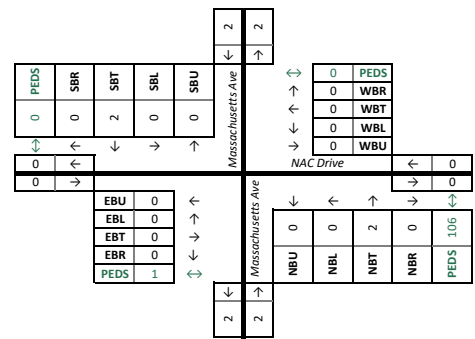 2 2
↓ ↑
PEDS SBR SBT SBL SBU
0 0 2 0 0
↕ ← ↓ → ↑
Massachusetts Ave
↔ 0 PEDS
↑ 0 WBR
← 0 WBT
↓ 0 WBL
→ 0 WBU
0 ←
0 →
NAC Drive
← 0
→ 0
EBU 0 ←
EBL 0 ↑
EBT 0 →
EBR 0 ↓
PEDS 1 ↔
Massachusetts Ave
↓ ← ↑ → ↕
0 0 2 0 106
NBU NBL NBT NBR PEDS
↓ ↑
2 2